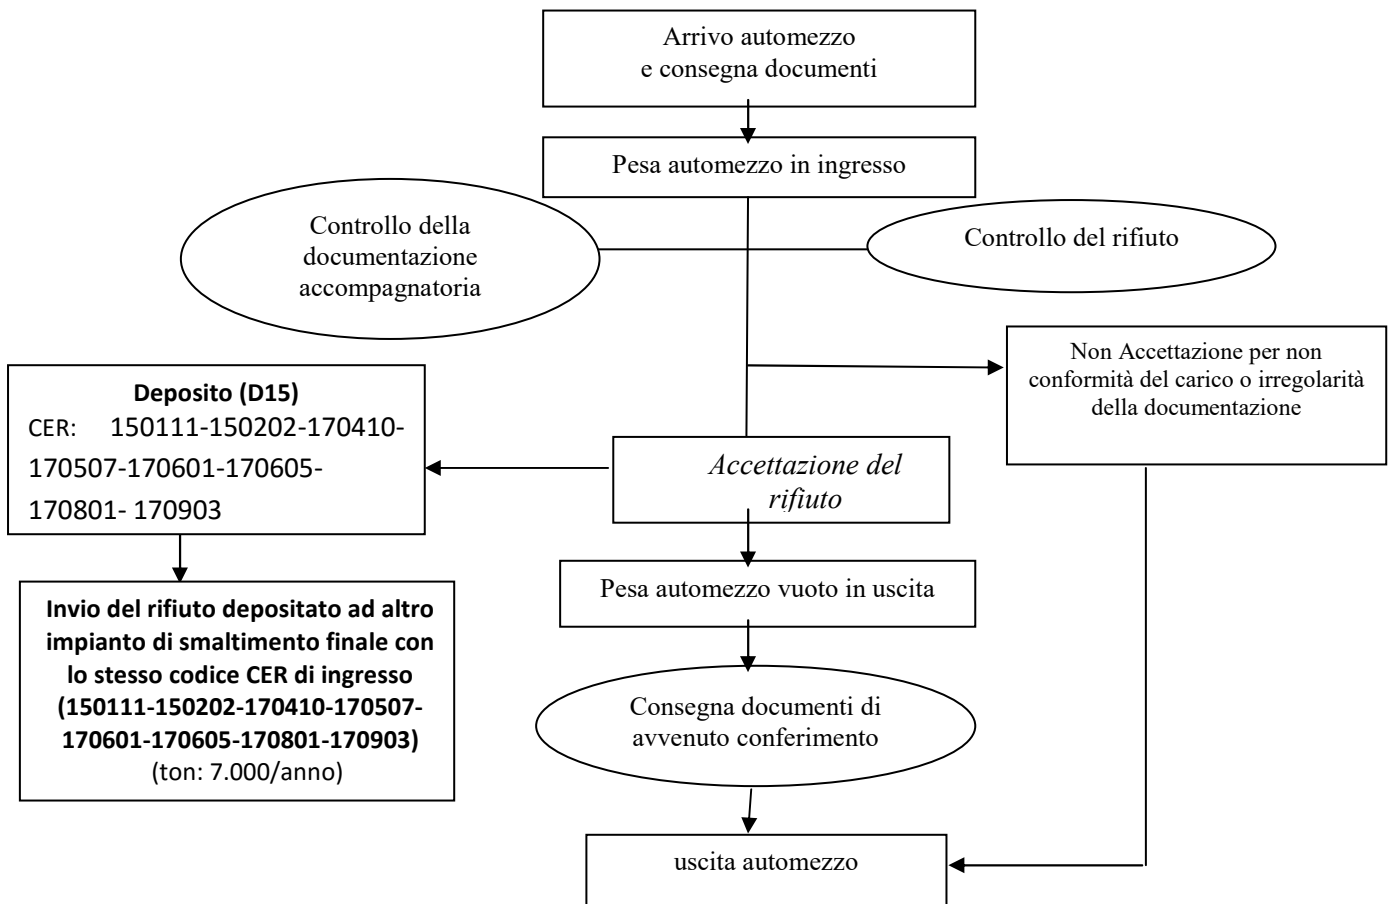 Arrivo automezzo
e consegna documenti
Pesa automezzo in ingresso
Controllo della
documentazione
accompagnatoria
Controllo del rifiuto
Non Accettazione per non
conformità del carico o irregolarità
della documentazione
Deposito (D15)
CER: 150111-150202-170410-
170507-170601-170605-
170801- 170903
Accettazione del
rifiuto
Invio del rifiuto depositato ad altro
impianto di smaltimento finale con
lo stesso codice CER di ingresso
(150111-150202-170410-170507-
170601-170605-170801-170903)
(ton: 7.000/anno)
Pesa automezzo vuoto in uscita
Consegna documenti di
avvenuto conferimento
uscita automezzo